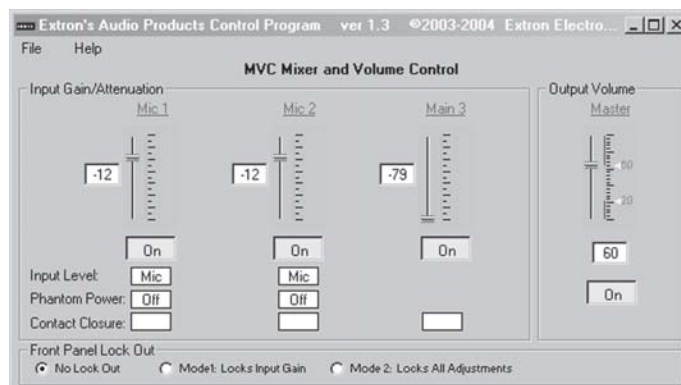 Extron's Audio Products Control Program ver 1.3 ©2003-2004 Extron Electro...
File Help
MVC Mixer and Volume Control
Input Gain/Attenuation
Mic 1 Mic 2 Main 3
-12 -12 -79
On On On
Input Level: Mic Mic
Phantom Power: Off Off
Contact Closure:
Output Volume
Master
80
20
60
On
Front Panel Lock Out
No Lock Out Mode1: Locks Input Gain Mode 2: Locks All Adjustments